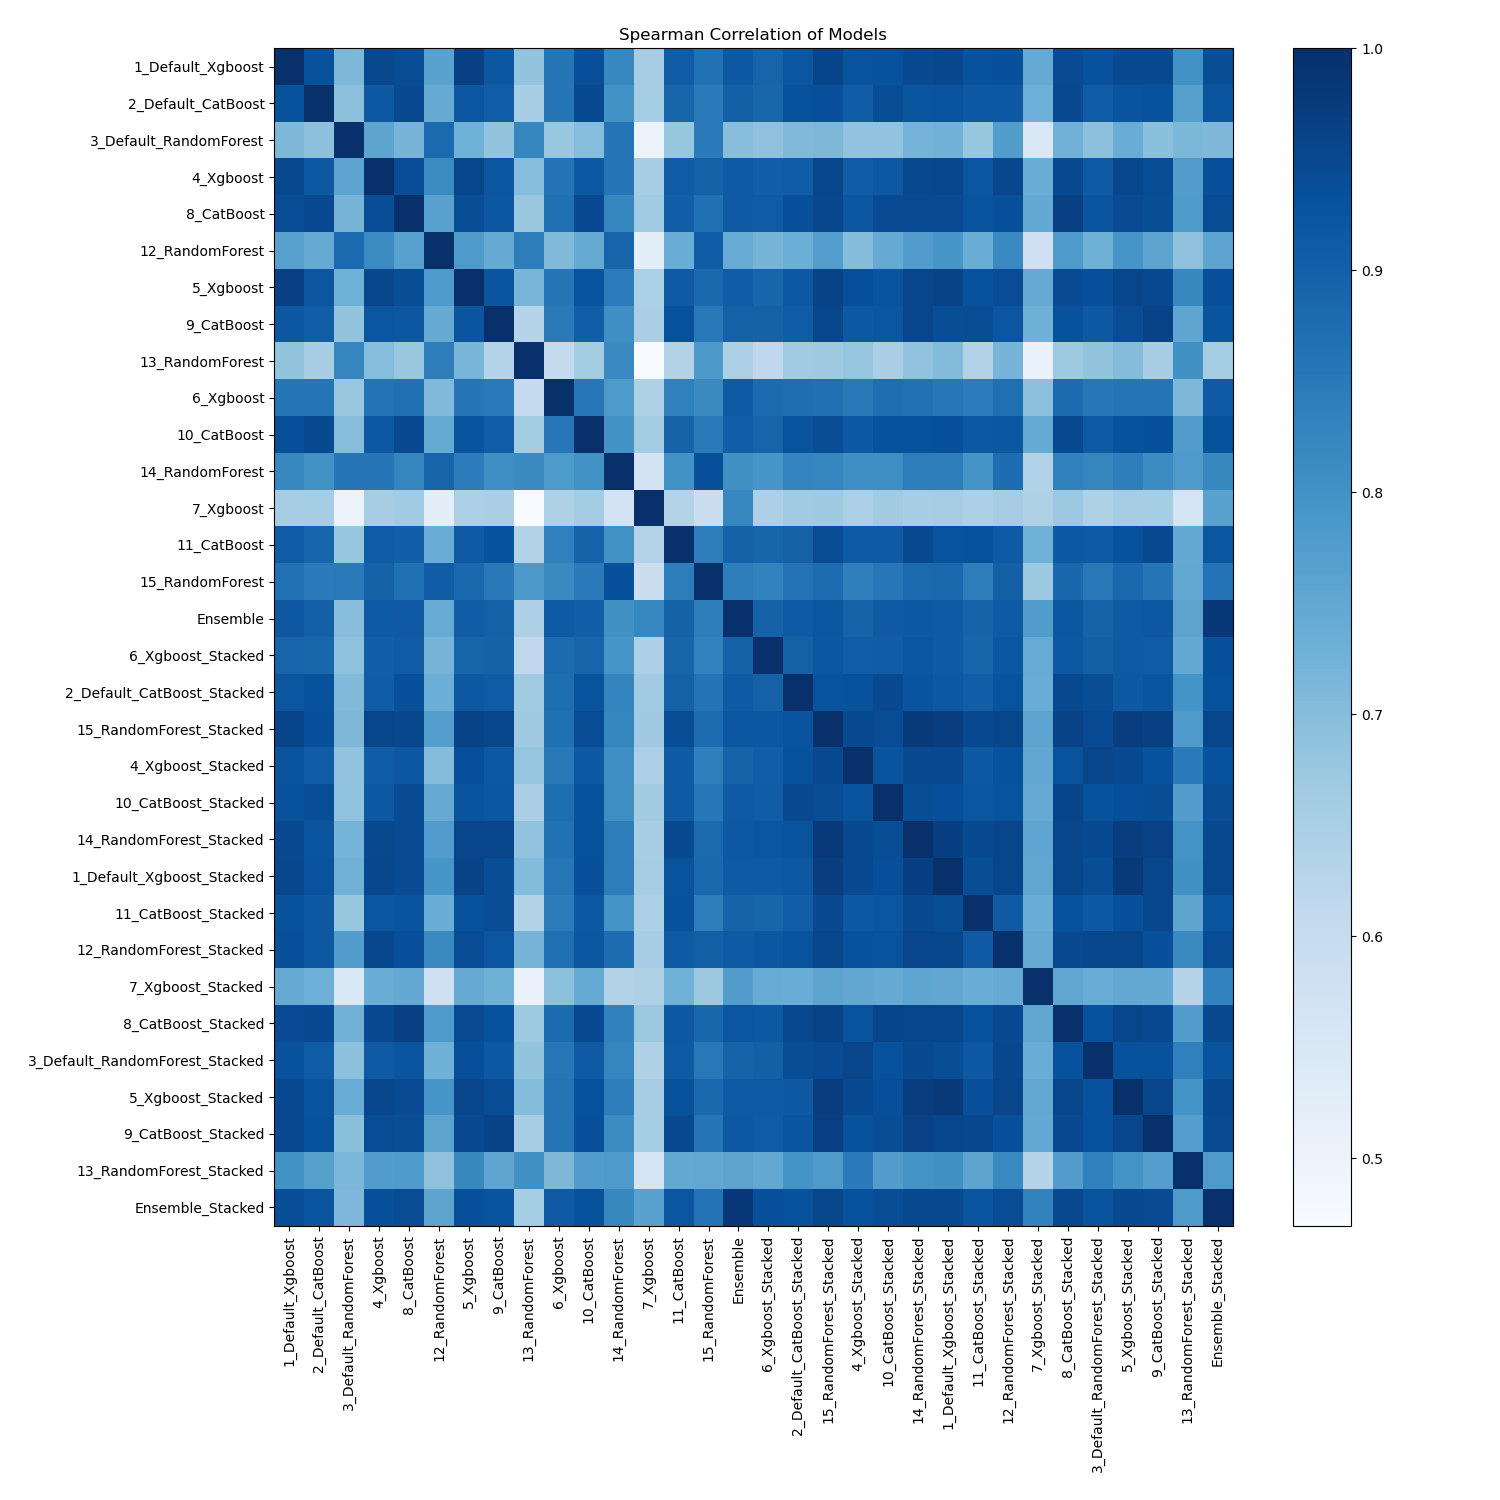 Spearman Correlation of Models
1_Default_Xgboost
2_Default_CatBoost
3_Default_RandomForest
4_Xgboost
8_CatBoost
12_RandomForest
5_Xgboost
9_CatBoost
13_RandomForest
6_Xgboost
10_CatBoost
14_RandomForest
7_Xgboost
11_CatBoost
15_RandomForest
Ensemble
6_Xgboost_Stacked
2_Default_CatBoost_Stacked
15_RandomForest_Stacked
4_Xgboost_Stacked
10_CatBoost_Stacked
14_RandomForest_Stacked
1_Default_Xgboost_Stacked
11_CatBoost_Stacked
12_RandomForest_Stacked
7_Xgboost_Stacked
8_CatBoost_Stacked
3_Default_RandomForest_Stacked
5_Xgboost_Stacked
9_CatBoost_Stacked
13_RandomForest_Stacked
Ensemble_Stacked
1_Default_Xgboost
2_Default_CatBoost
3_Default_RandomForest
4_Xgboost
8_CatBoost
12_RandomForest
5_Xgboost
9_CatBoost
13_RandomForest
6_Xgboost
10_CatBoost
14_RandomForest
7_Xgboost
11_CatBoost
15_RandomForest
Ensemble
6_Xgboost_Stacked
2_Default_CatBoost_Stacked
15_RandomForest_Stacked
4_Xgboost_Stacked
10_CatBoost_Stacked
14_RandomForest_Stacked
1_Default_Xgboost_Stacked
11_CatBoost_Stacked
12_RandomForest_Stacked
7_Xgboost_Stacked
8_CatBoost_Stacked
3_Default_RandomForest_Stacked
5_Xgboost_Stacked
9_CatBoost_Stacked
13_RandomForest_Stacked
Ensemble_Stacked
1.0
0.9
0.8
0.7
0.6
0.5